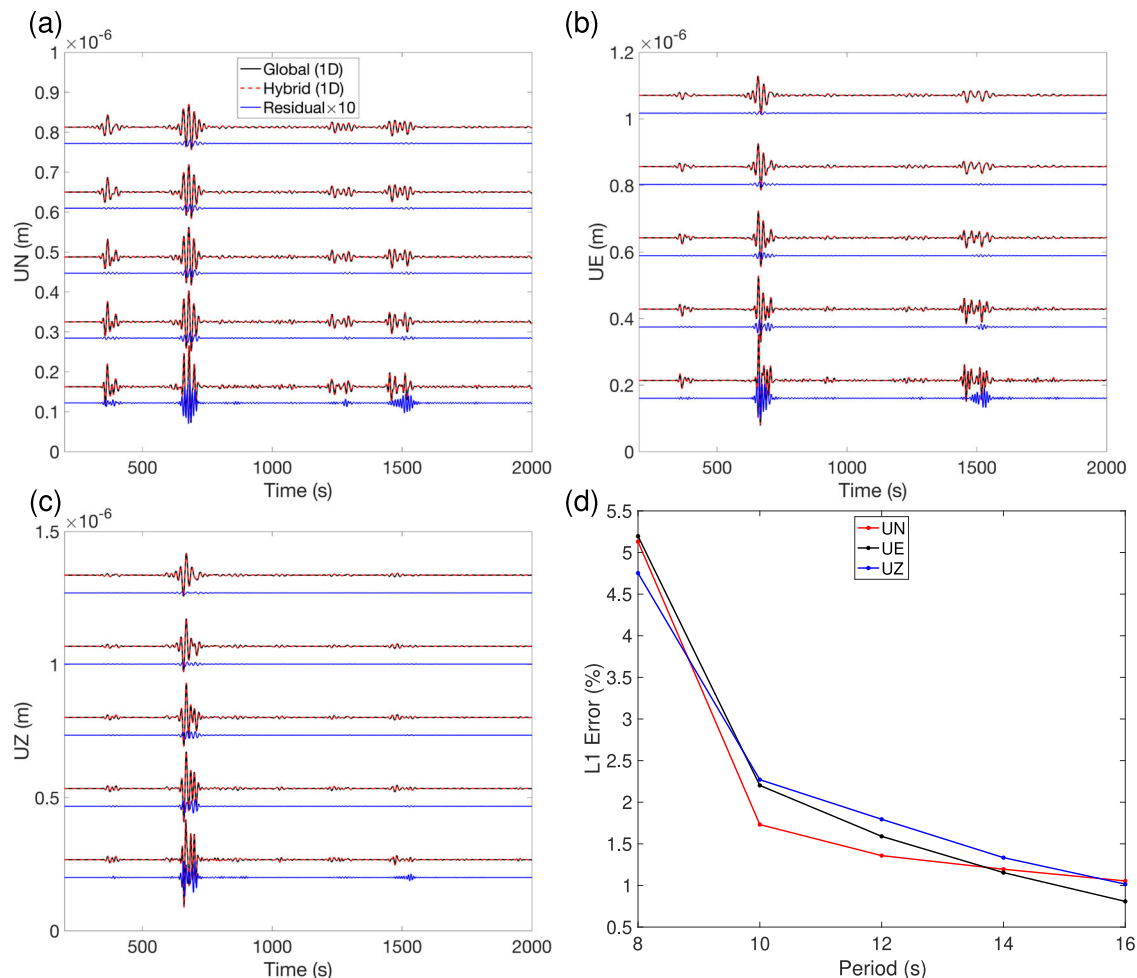 (a)
×10⁻⁶
1
0.9
0.8
0.7
0.6
0.5
0.4
0.3
0.2
0.1
0
UN (m)
Global (1D)
Hybrid (1D)
Residual×10
500
1000
1500
2000
Time (s)
(b)
×10⁻⁶
1.2
1
0.8
0.6
0.4
0.2
0
UE (m)
500
1000
1500
2000
Time (s)
(c)
×10⁻⁶
1.5
1
0.5
0
UZ (m)
500
1000
1500
2000
Time (s)
(d)
5.5
5
4.5
4
3.5
3
2.5
2
1.5
1
0.5
L1 Error (%)
UN
UE
UZ
8
10
12
14
16
Period (s)